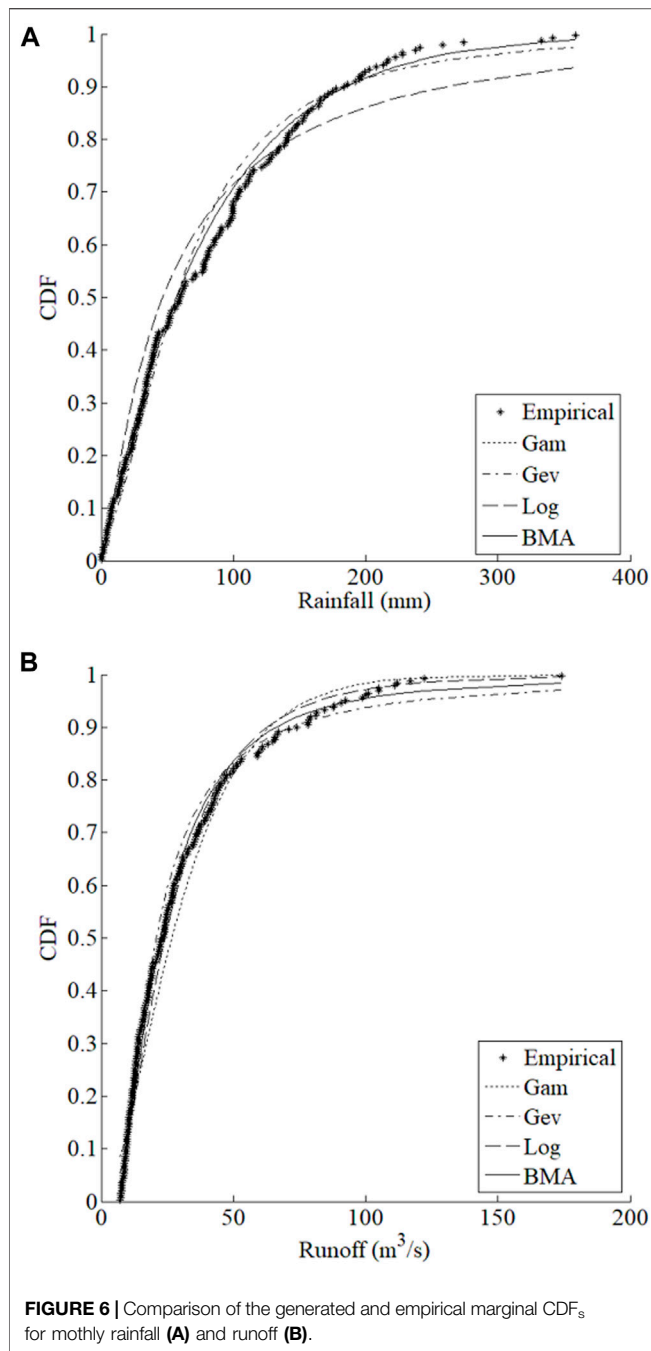 A
1
0.9
0.8
0.7
0.6
0.5
0.4
0.3
0.2
0.1
0
CDF
Empirical
Gam
Gev
Log
BMA
0 100 200 300 400
Rainfall (mm)
B
1
0.9
0.8
0.7
0.6
0.5
0.4
0.3
0.2
0.1
0
CDF
Empirical
Gam
Gev
Log
BMA
0 50 100 150 200
Runoff (m³/s)
FIGURE 6 | Comparison of the generated and empirical marginal CDFₛ
for mothly rainfall (A) and runoff (B).